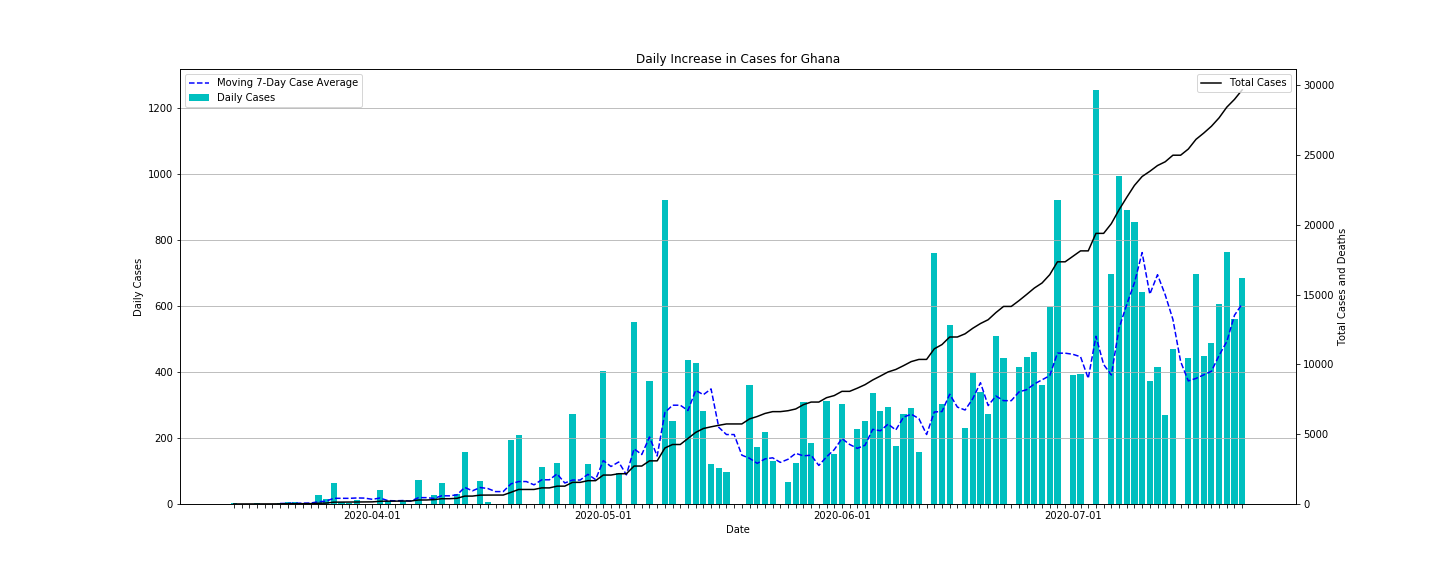 Daily Increase in Cases for Ghana
Moving 7-Day Case Average
Daily Cases
Total Cases
1200
1000
800
600
400
200
0
Daily Cases
30000
25000
20000
15000
10000
5000
0
Total Cases and Deaths
2020-04-01
2020-05-01
2020-06-01
2020-07-01
Date